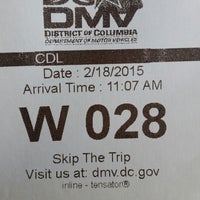 DC
DMV
DISTRICT OF COLUMBIA
DEPARTMENT OF MOTOR VEHICLES
CDL
Date : 2/18/2015
Arrival Time : 11:07 AM
W 028
Skip The Trip
Visit us at: dmv.dc.gov
inline - tensator®